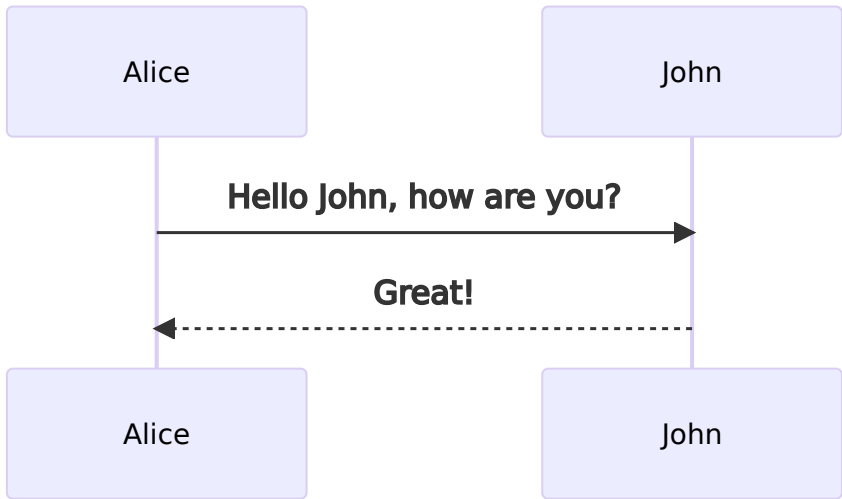 Alice
John
Hello John, how are you?
Great!
Alice
John